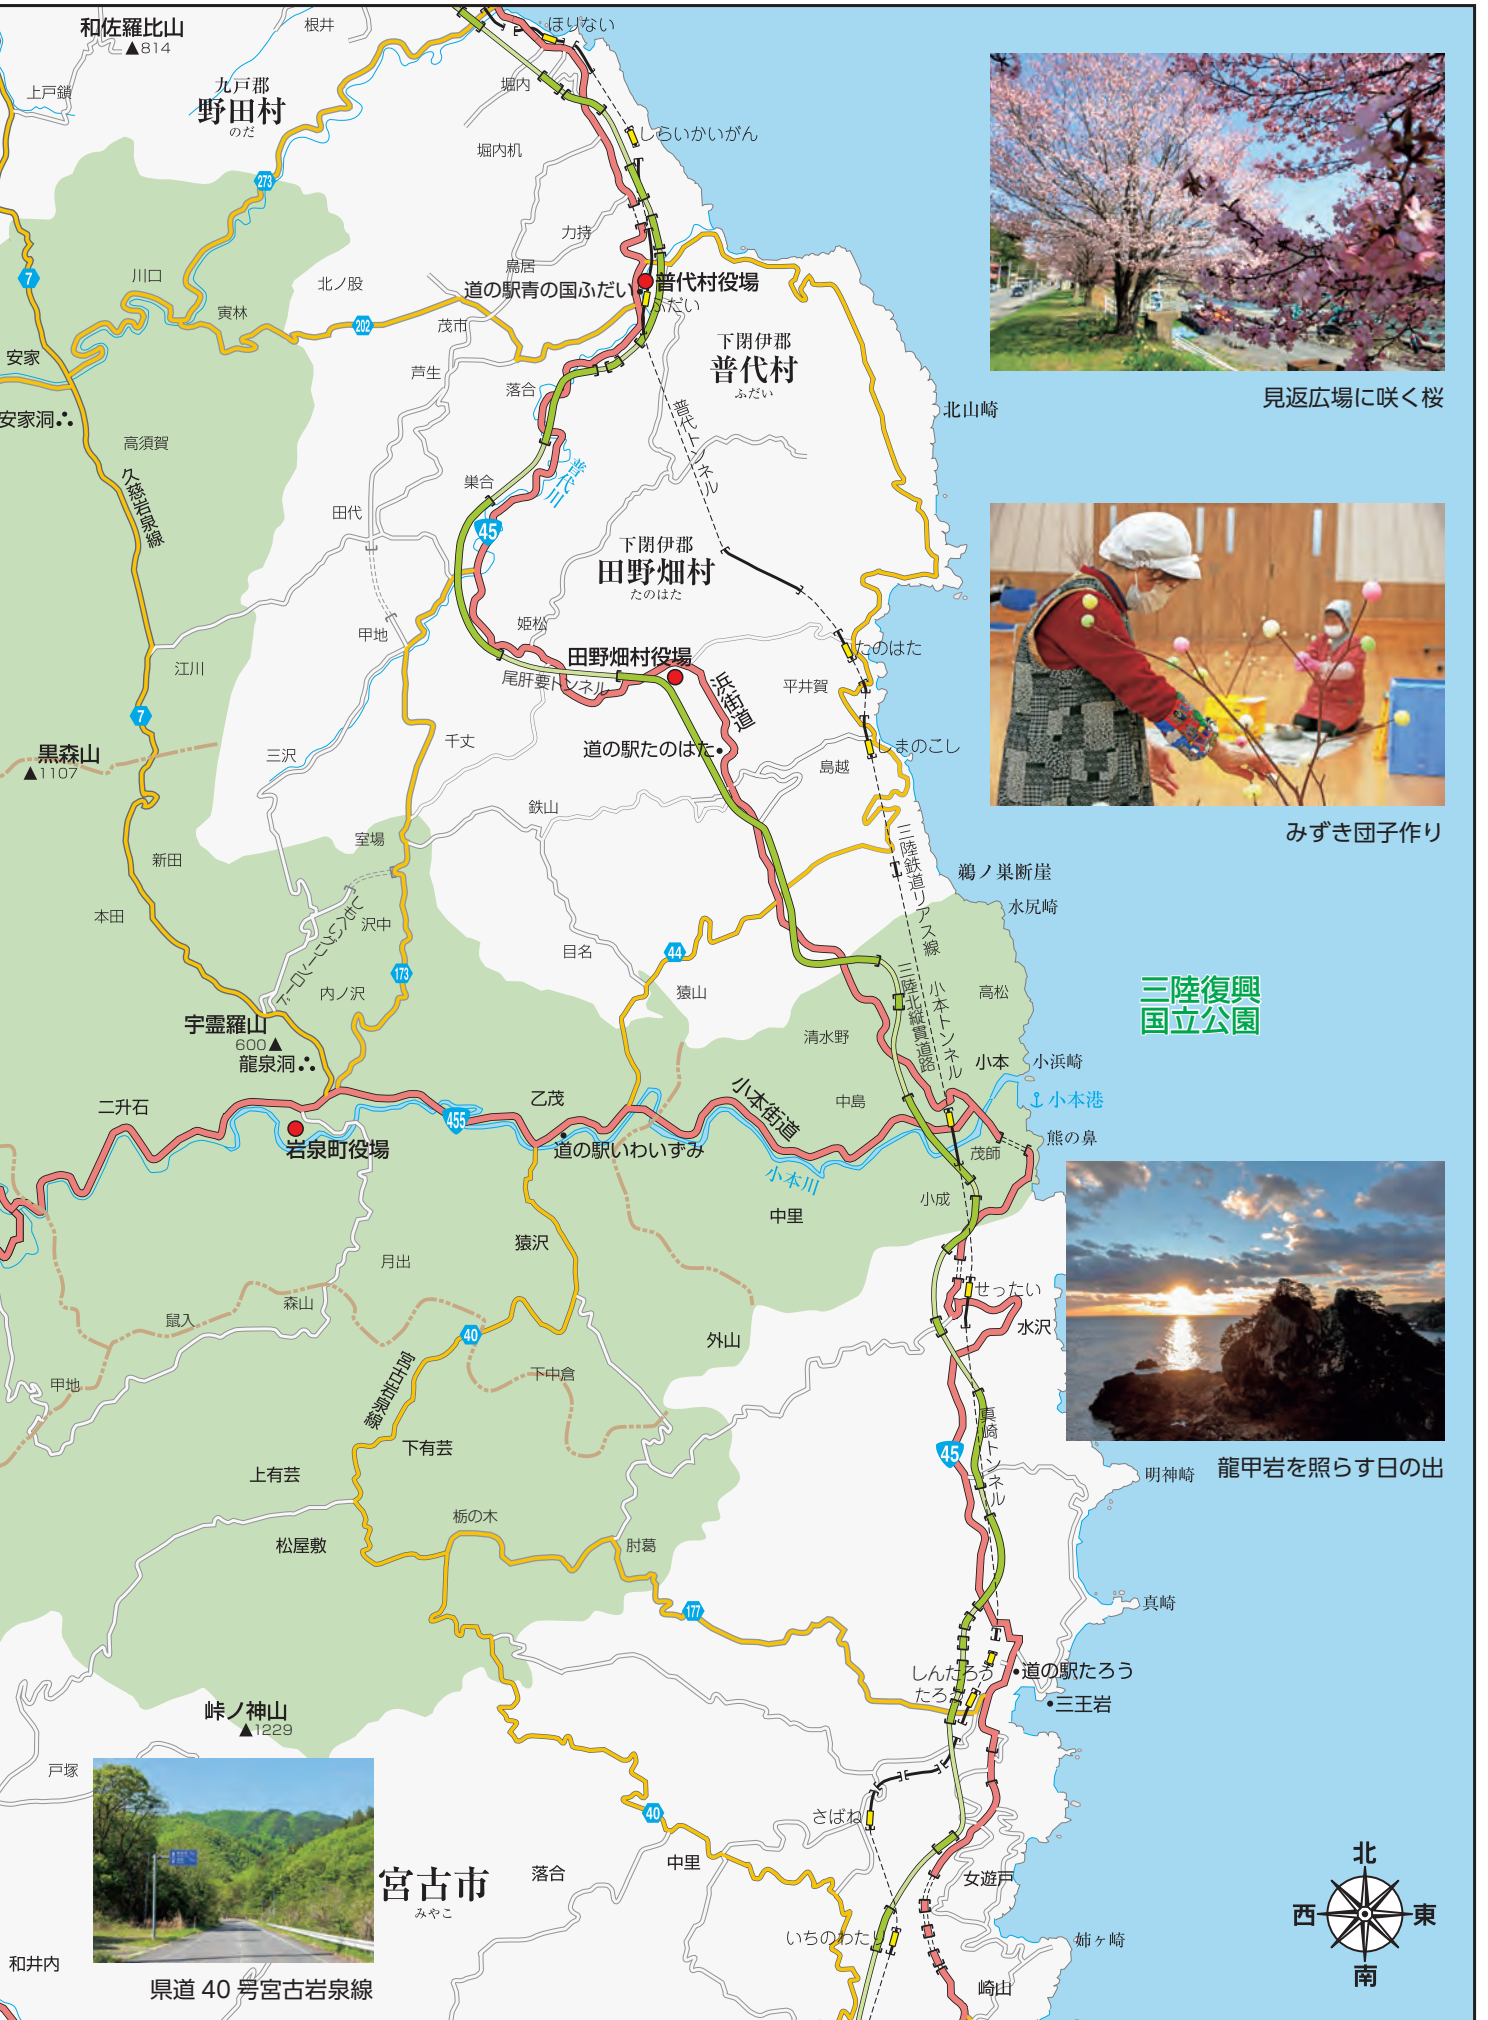 和佐羅比山
▲814
根井
ほりない
上戸鎖
九戸郡
野田村
のだ
堀内
しらいかいがん
堀内机
273
力持
7
川口
北ノ股
鳥居
道の駅青の国ふだい
普代村役場
ふだい
寅林
202
茂市
安家
下閉伊郡
普代村
ふだい
芦生
落合
北山崎
見返広場に咲く桜
安家洞
高須賀
普代トンネル
久慈岩泉線
巣合
普代川
田代
45
下閉伊郡
田野畑村
たのはた
姫松
甲地
たのはた
江川
田野畑村役場
尾肝要トンネル
浜街道
平井賀
7
千丈
道の駅たのはた
しまのこし
黒森山
▲1107
三沢
島越
鉄山
みずき団子作り
室場
三陸鉄道リアス線
新田
鵜ノ巣断崖
水尻崎
本田
しもへいグリーンロード
沢中
目名
44
173
内ノ沢
猿山
三陸北縦貫道路
小本トンネル
高松
三陸復興
国立公園
宇霊羅山
600▲
龍泉洞
清水野
小本
小浜崎
二升石
455
乙茂
小本街道
中島
小本港
岩泉町役場
道の駅いわいずみ
熊の鼻
茂師
小本川
小成
中里
猿沢
月出
せったい
森山
鼠入
水沢
40
外山
甲地
宮古岩泉線
下中倉
真崎トンネル
下有芸
45
上有芸
明神崎
龍甲岩を照らす日の出
栃の木
松屋敷
肘葛
真崎
177
しんたろう
道の駅たろう
たろう
三王岩
峠ノ神山
▲1229
戸塚
40
さばね
宮古市
みやこ
落合
中里
女遊戸
いちのわたり
姉ヶ崎
和井内
県道 40 号宮古岩泉線
崎山
北
西
東
南